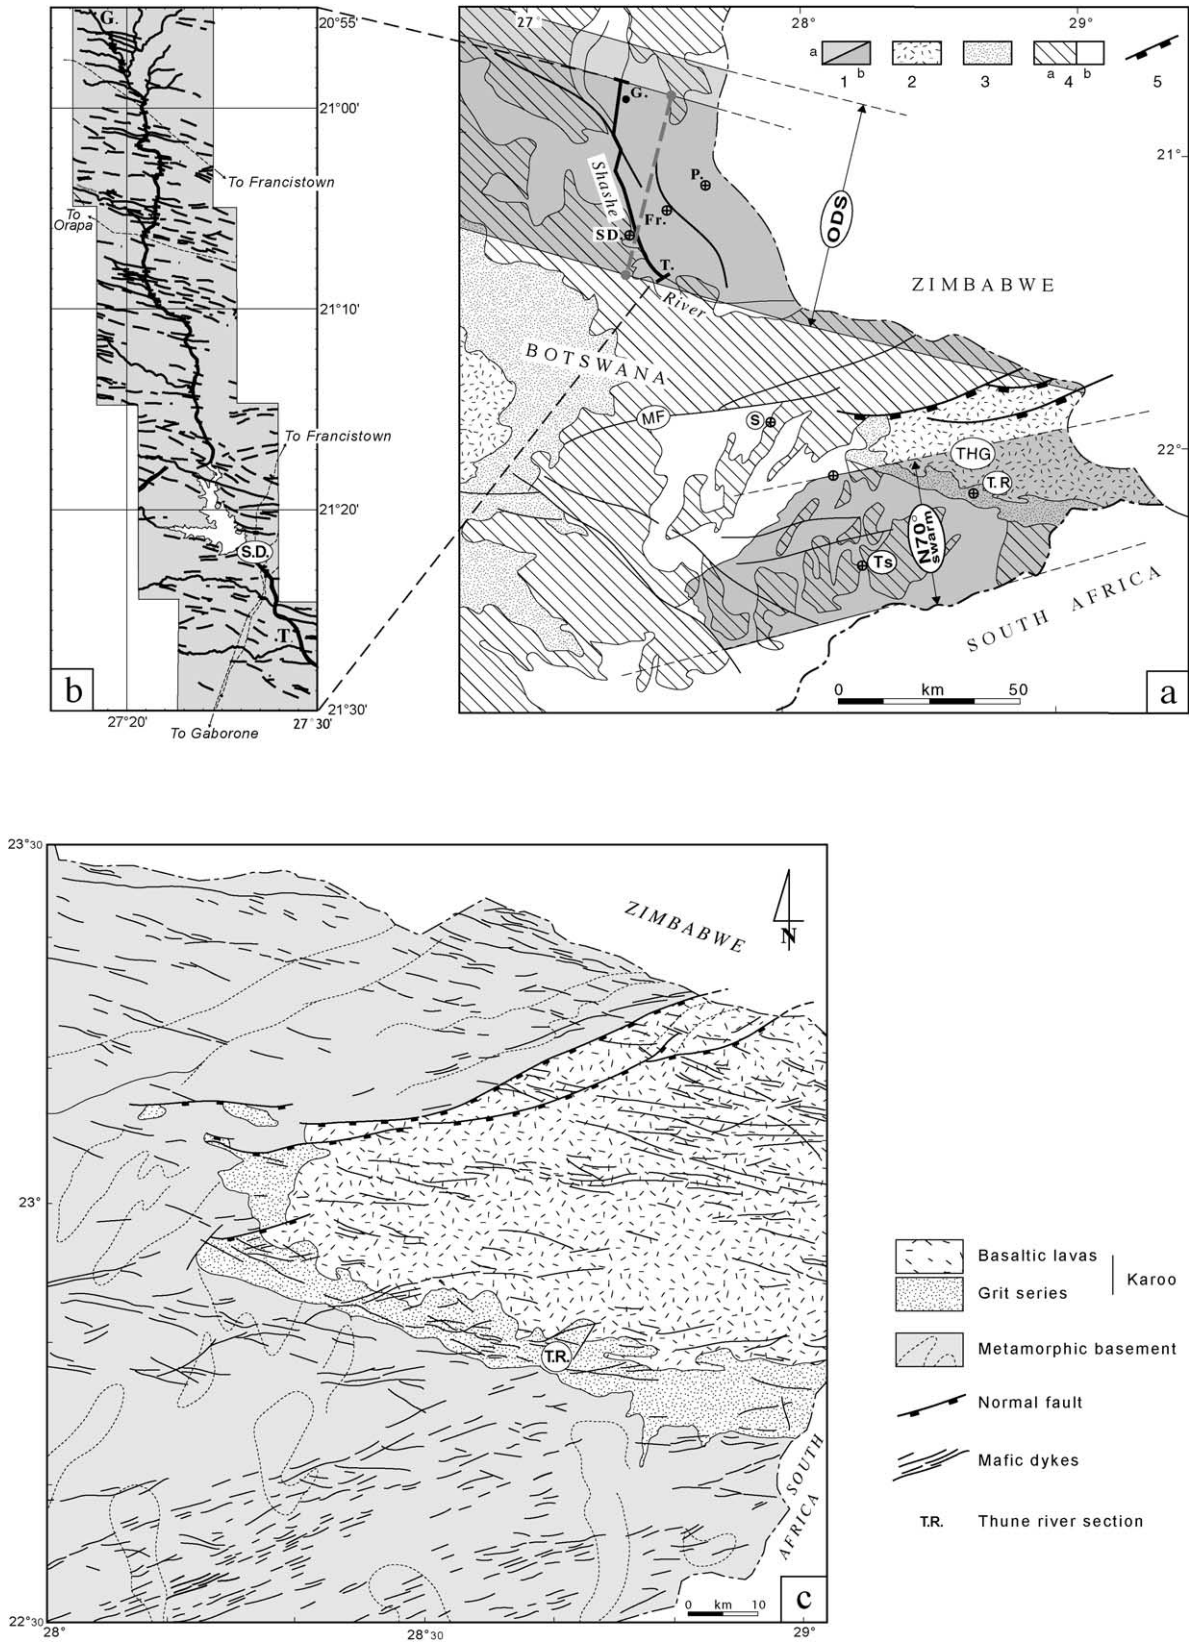 G.
20°55'
21°00'
To Francistown
To
Orapa
21°10'
To Francistown
21°20'
S.D.
T.
b
27°20'
27°30'
21°30'
To Gaborone
27°
28°
29°
a
1
b
2
3
a
4
b
5
G.
21°
P.
Shashe
Fr.
SD.
T.
River
ODS
ZIMBABWE
BOTSWANA
MF
S
THG
22°
T.R
N70°
swarm
Ts
SOUTH AFRICA
0 km 50
a
23°30
ZIMBABWE
N
23°
T.R.
SOUTH
AFRICA
0 km 10
c
22°30
28°
28°30
29°
Basaltic lavas
Grit series
Karoo
Metamorphic basement
Normal fault
Mafic dykes
T.R. Thune river section